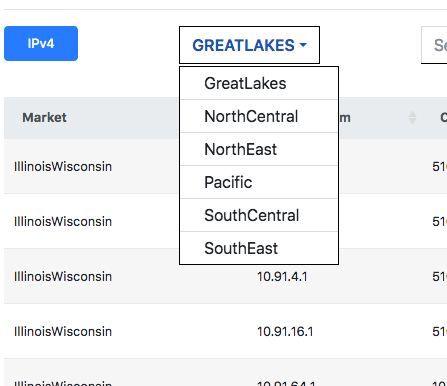 IPv4
GREATLAKES
Se
GreatLakes
Market
NorthCentral
m
C
NorthEast
IllinoisWisconsin
51
Pacific
SouthCentral
IllinoisWisconsin
51
SouthEast
IllinoisWisconsin
10.91.4.1
51
IllinoisWisconsin
10.91.16.1
51
IllinoisWisconsin
10.91.64.1
10